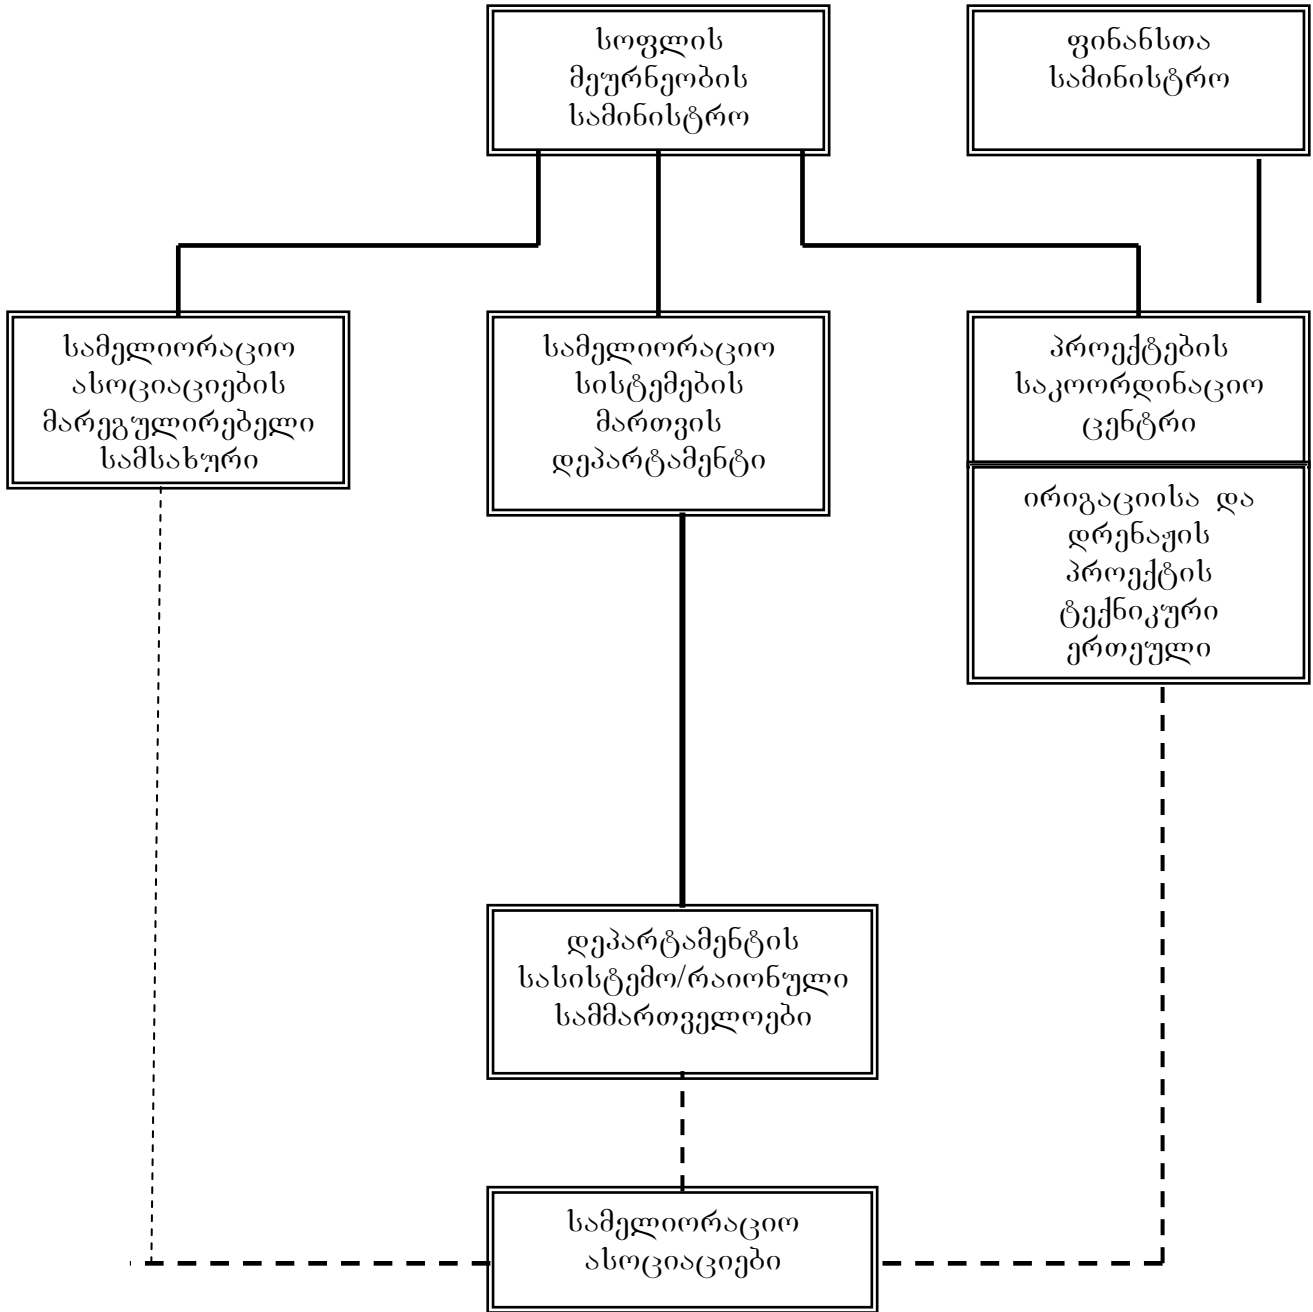 სოფლის
მეურნეობის
სამინისტრო
ფინანსთა
სამინისტრო
სამელიორაციო
ასოციაციების
მარეგულირებელი
სამსახური
სამელიორაციო
სისტემების
მართვის
დეპარტამენტი
პროექტების
საკოორდინაციო
ცენტრი
ირიგაციისა და
დრენაჟის
პროექტის
ტექნიკური
ერთეული
დეპარტამენტის
სასისტემო/რაიონული
სამმართველოები
სამელიორაციო
ასოციაციები